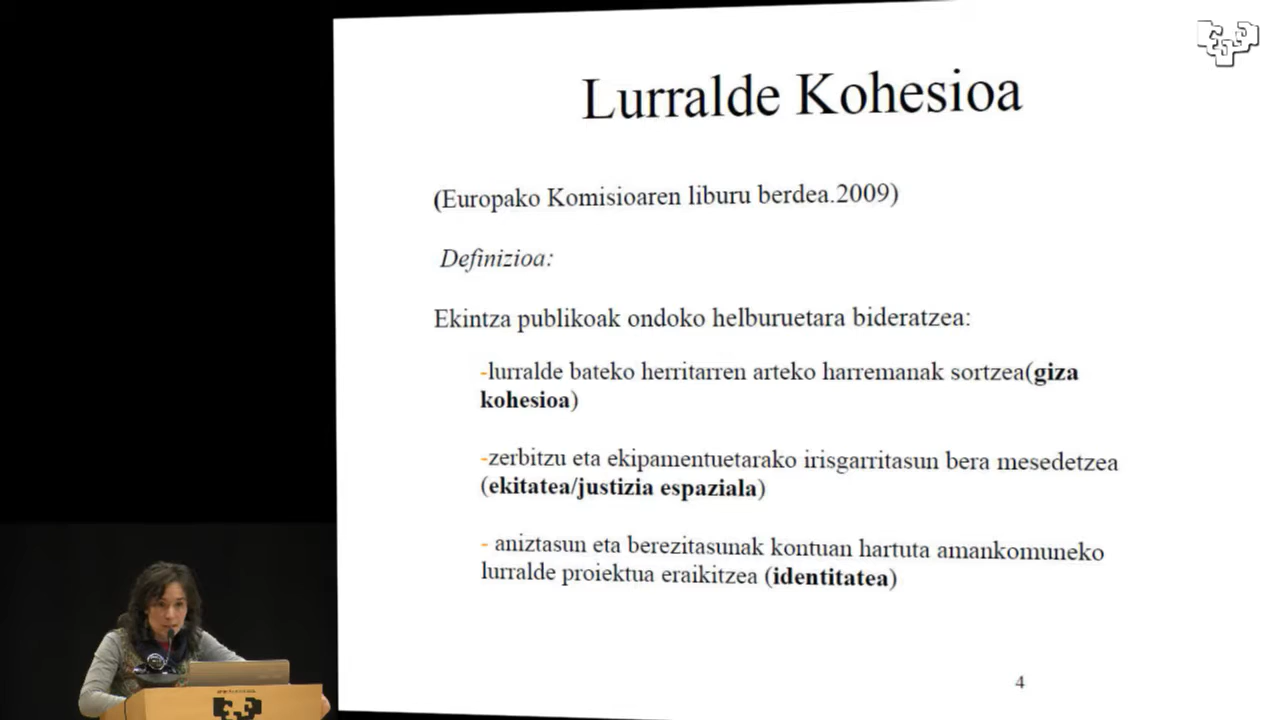 Lurralde Kohesioa
(Europako Komisioaren liburu berdea.2009)
Definizioa:
Ekintza publikoak ondoko helburuetara bideratzea:
-lurralde bateko herritarren arteko harremanak sortzea(giza
kohesioa)
-zerbitzu eta ekipamentuetarako irisgarritasun bera mesedetzea
(ekitatea/justizia espaziala)
- aniztasun eta berezitasunak kontuan hartuta amankomuneko
lurralde proiektua eraikitzea (identitatea)
4